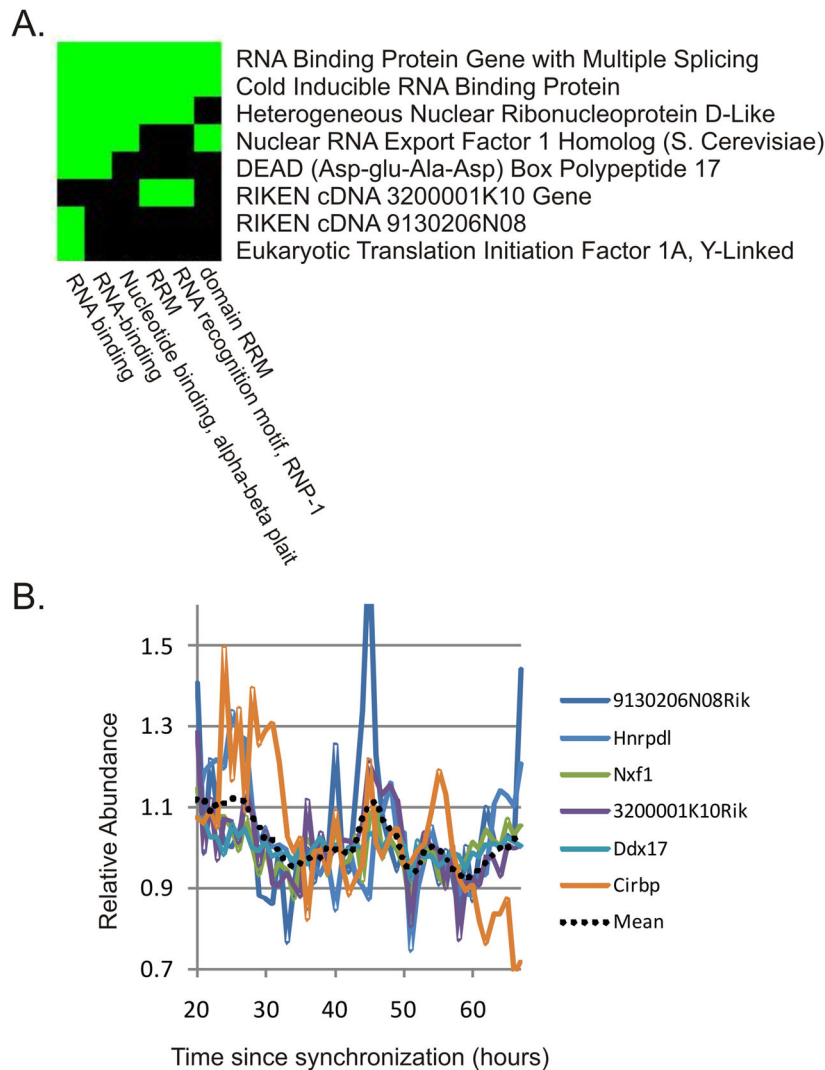 A.
RNA Binding Protein Gene with Multiple Splicing
Cold Inducible RNA Binding Protein
Heterogeneous Nuclear Ribonucleoprotein D-Like
Nuclear RNA Export Factor 1 Homolog (S. Cerevisiae)
DEAD (Asp-glu-Ala-Asp) Box Polypeptide 17
RIKEN cDNA 3200001K10 Gene
RIKEN cDNA 9130206N08
Eukaryotic Translation Initiation Factor 1A, Y-Linked
RNA binding
RNA-binding
Nucleotide binding, alpha-beta plait
RRM
RNA recognition motif, RNP-1
domain RRM
B.
Relative Abundance
1.5
1.3
1.1
0.9
0.7
20 30 40 50 60
Time since synchronization (hours)
9130206N08Rik
Hnrpdl
Nxf1
3200001K10Rik
Ddx17
Cirbp
Mean